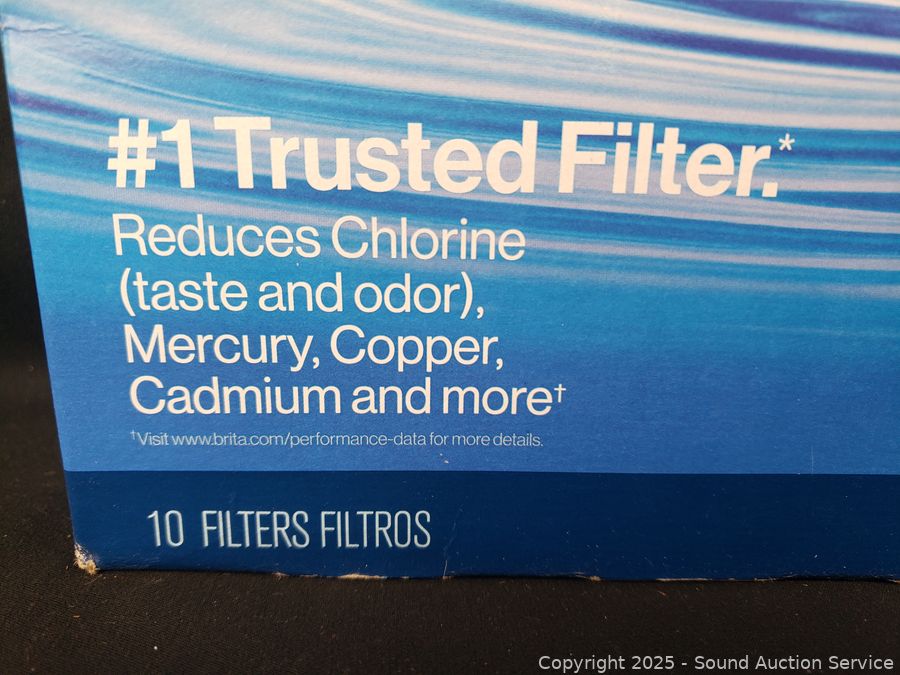 #1 Trusted Filter.*
Reduces Chlorine
(taste and odor),
Mercury, Copper,
Cadmium and more†
†Visit www.brita.com/performance-data for more details.
10 FILTERS FILTROS
Copyright 2025 - Sound Auction Service